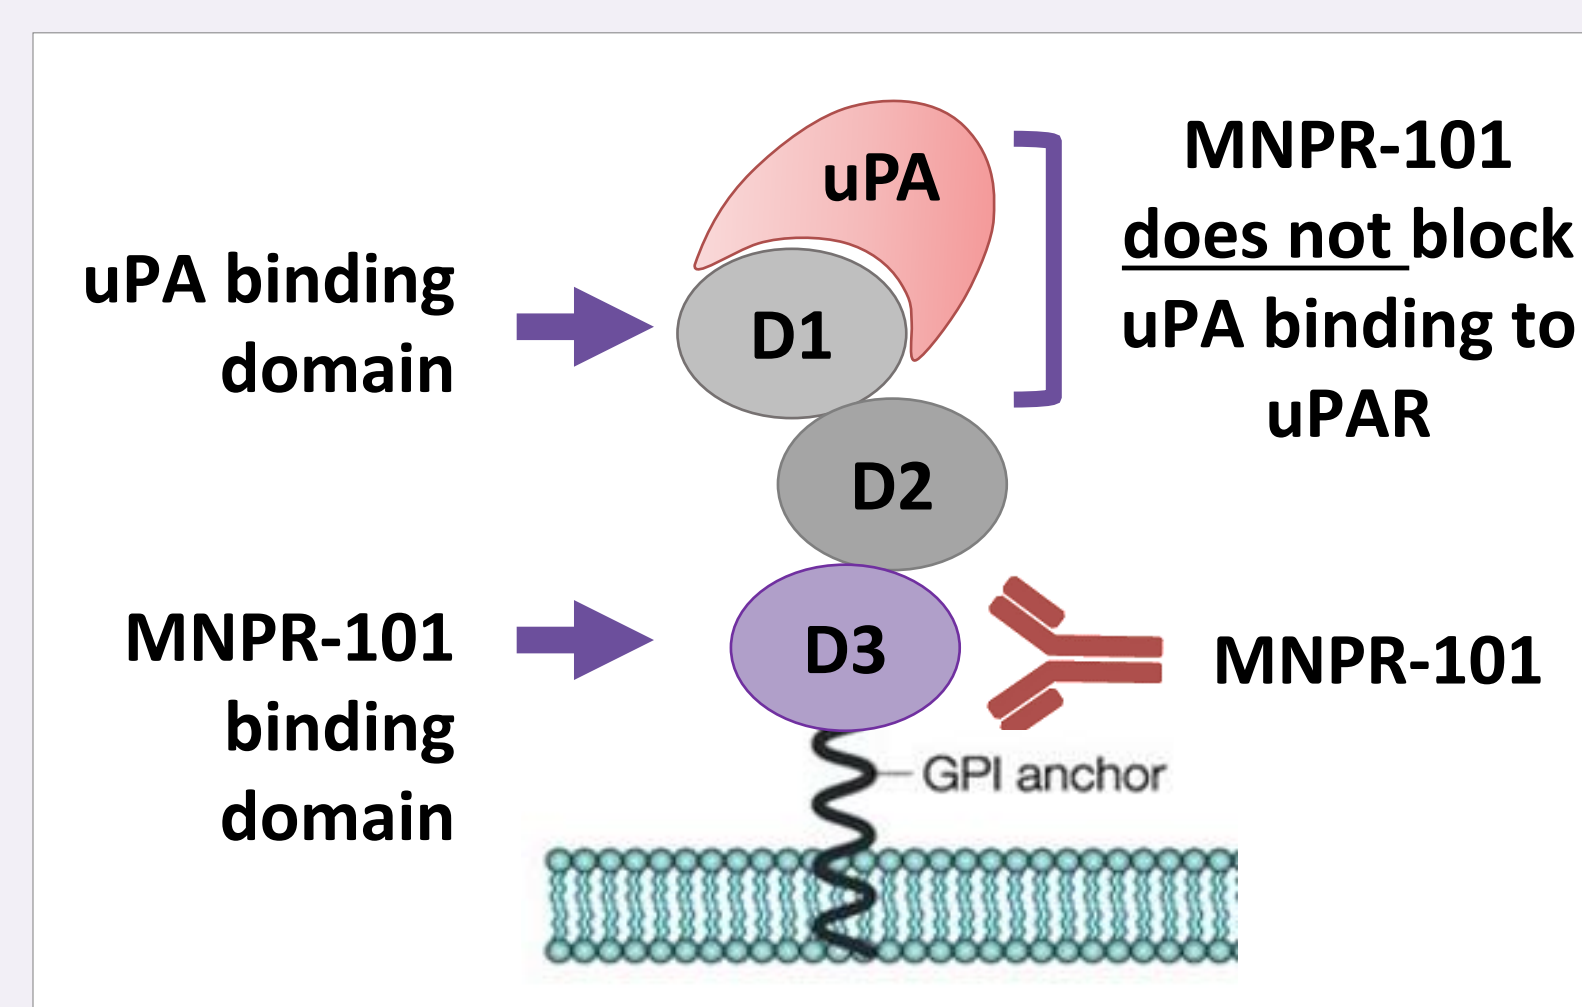 uPA
MNPR-101
does not block
uPA binding to
uPAR
uPA binding
domain
D1
D2
MNPR-101
binding
domain
D3
MNPR-101
GPI anchor